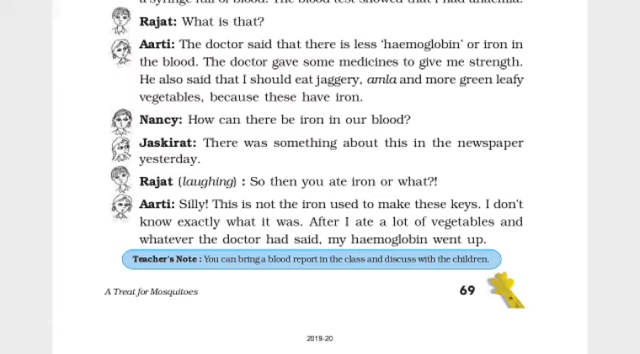 a syringe full of blood. The blood test showed that I had anaemia.
Rajat: What is that?
Aarti: The doctor said that there is less ‘haemoglobin’ or iron in
the blood. The doctor gave some medicines to give me strength.
He also said that I should eat jaggery, amla and more green leafy
vegetables, because these have iron.
Nancy: How can there be iron in our blood?
Jaskirat: There was something about this in the newspaper
yesterday.
Rajat (laughing) : So then you ate iron or what?!
Aarti: Silly! This is not the iron used to make these keys. I don't
know exactly what it was. After I ate a lot of vegetables and
whatever the doctor had said, my haemoglobin went up.
Teacher's Note : You can bring a blood report in the class and discuss with the children.
A Treat for Mosquitoes
69
2019-20